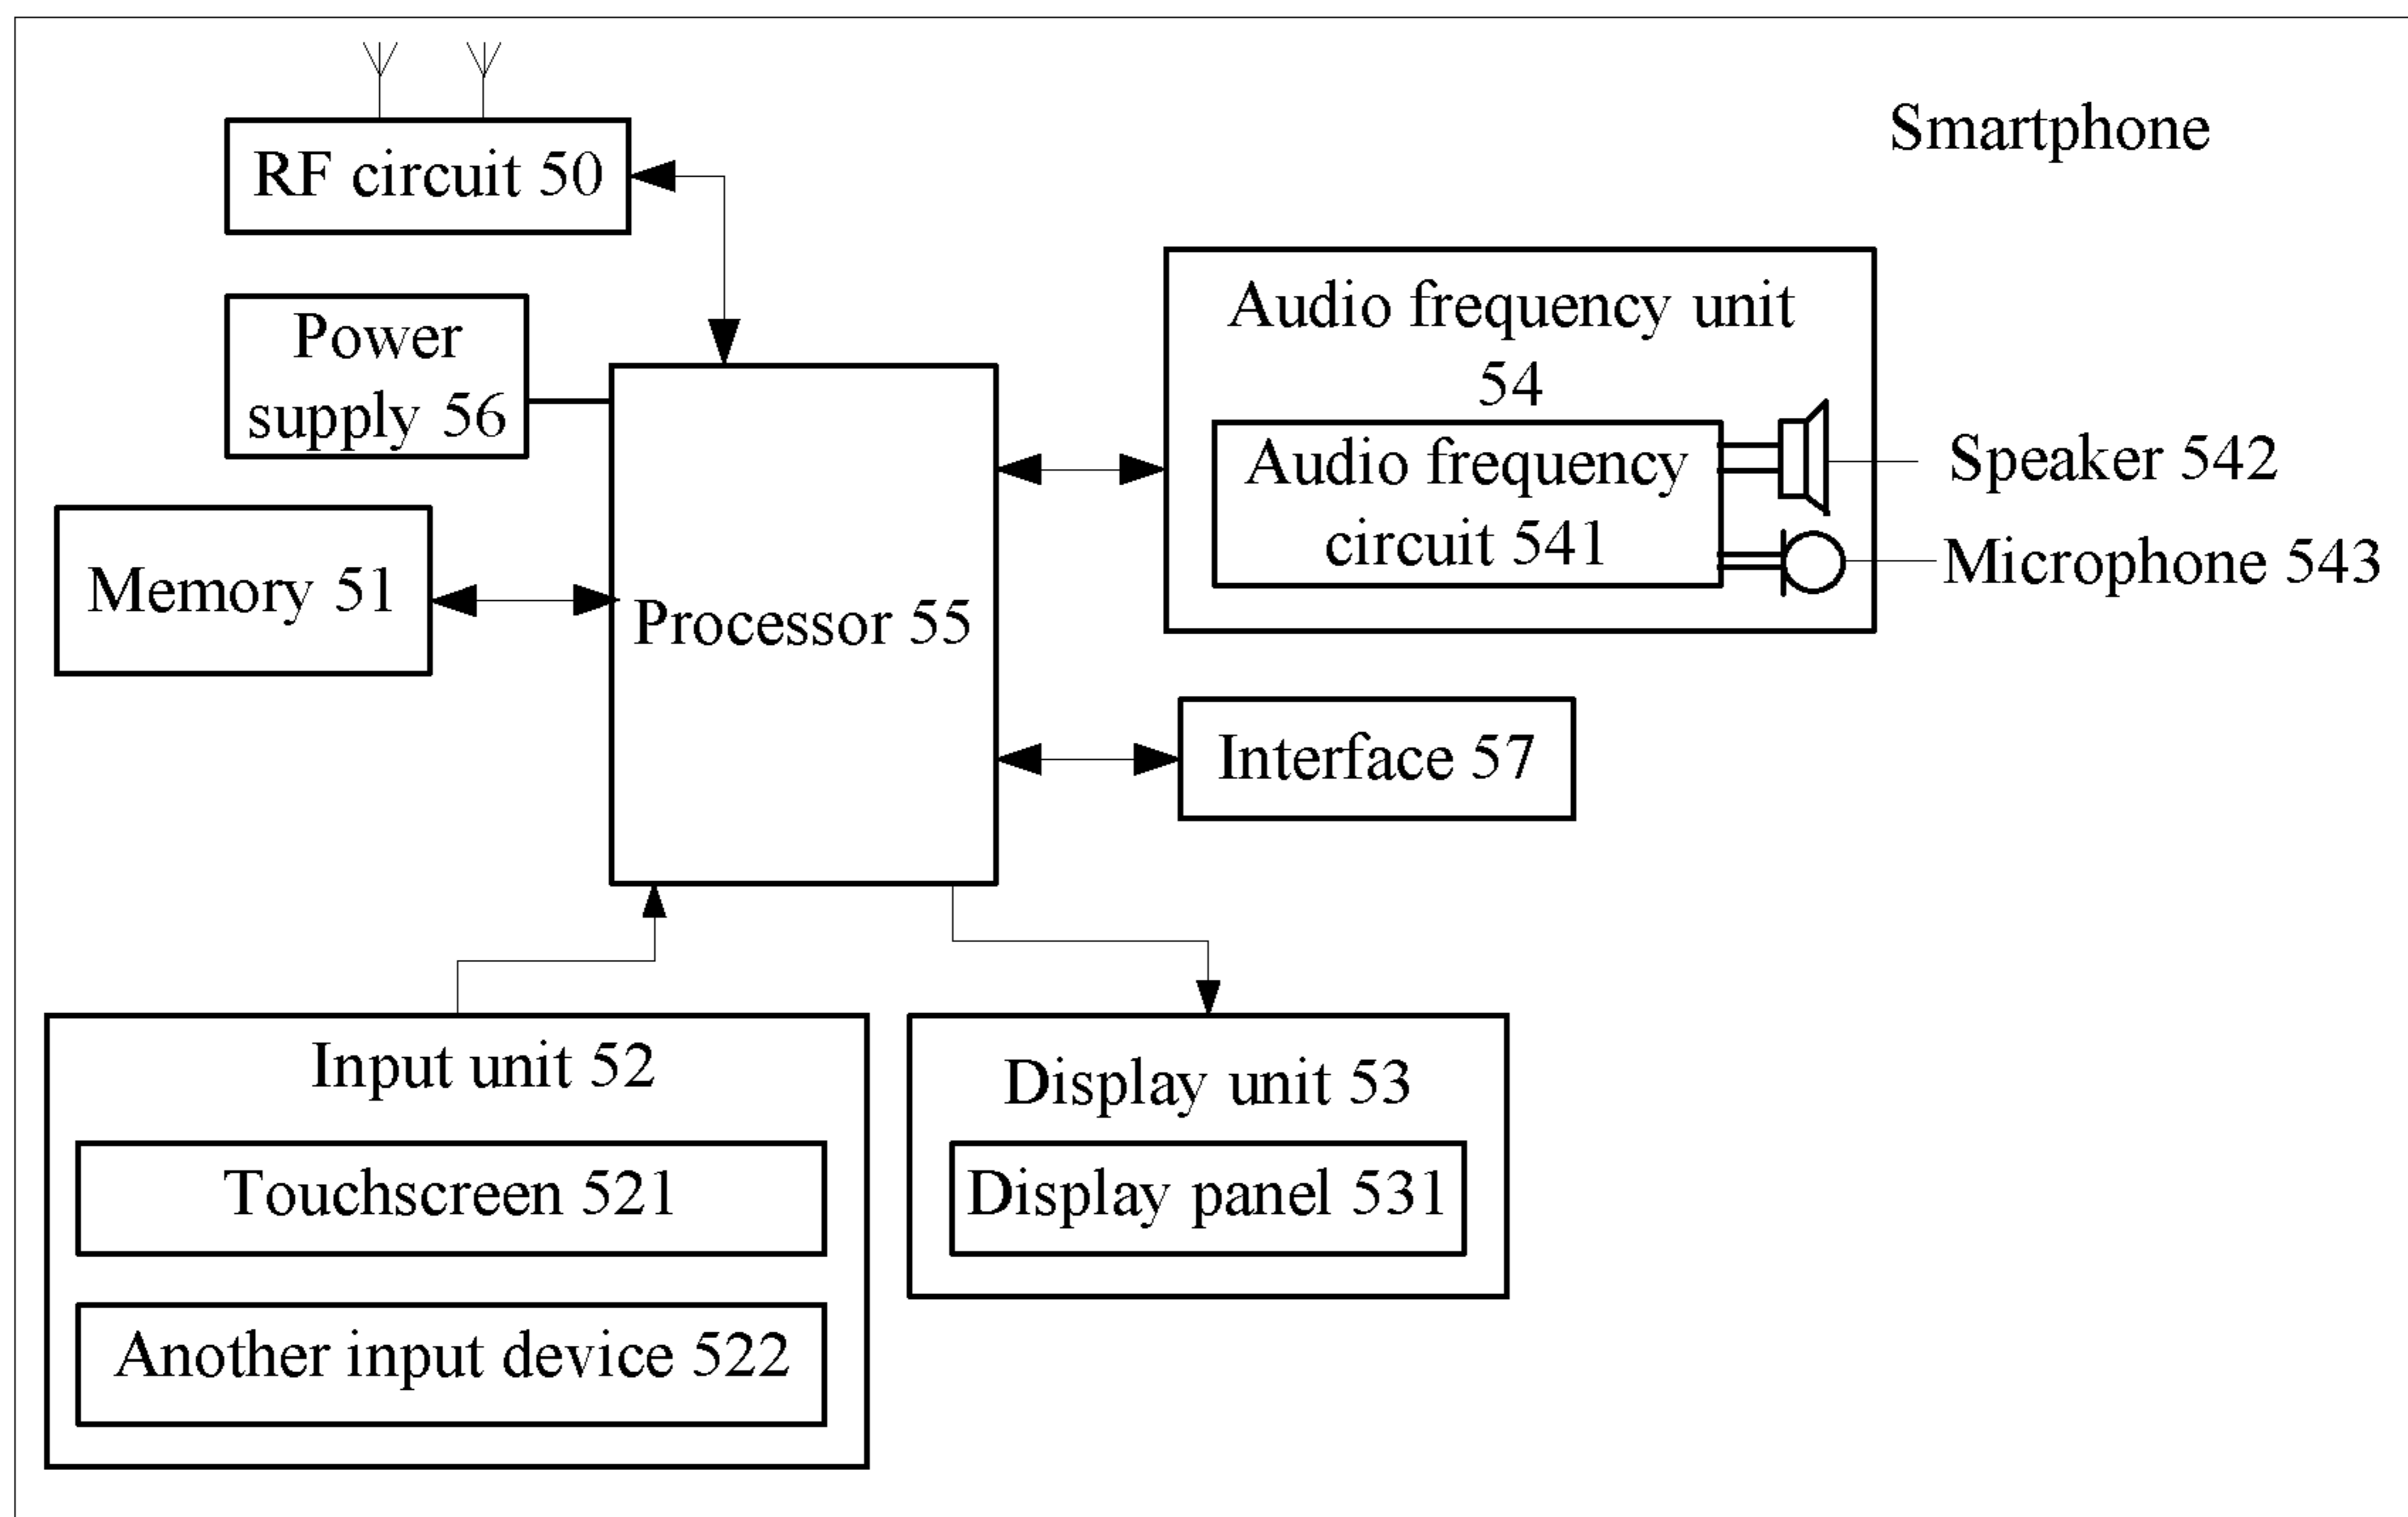 Smartphone
RF circuit 50
Power
supply 56
Audio frequency unit
54
Audio frequency
circuit 541
Speaker 542
Microphone 543
Memory 51
Processor 55
Interface 57
Input unit 52
Touchscreen 521
Another input device 522
Display unit 53
Display panel 531